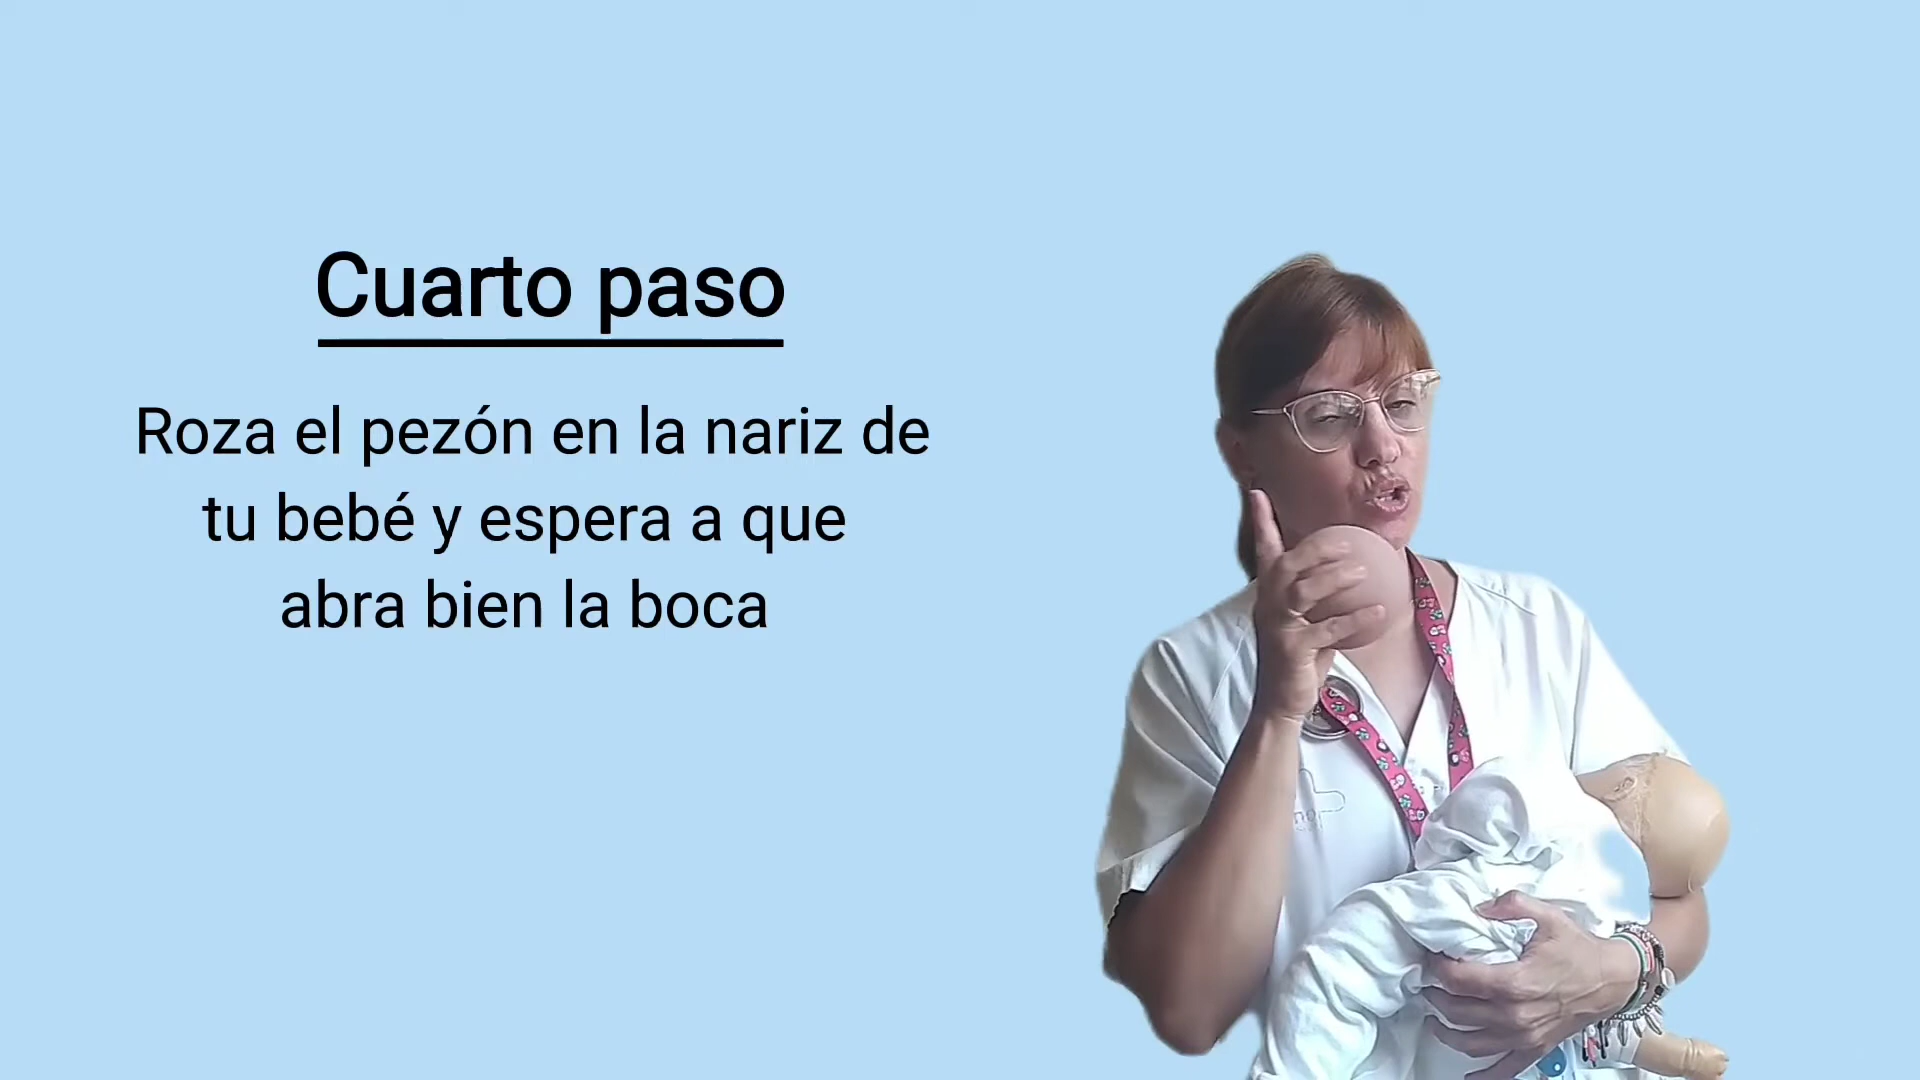 Cuarto paso
Roza el pezón en la nariz de
tu bebé y espera a que
abra bien la boca